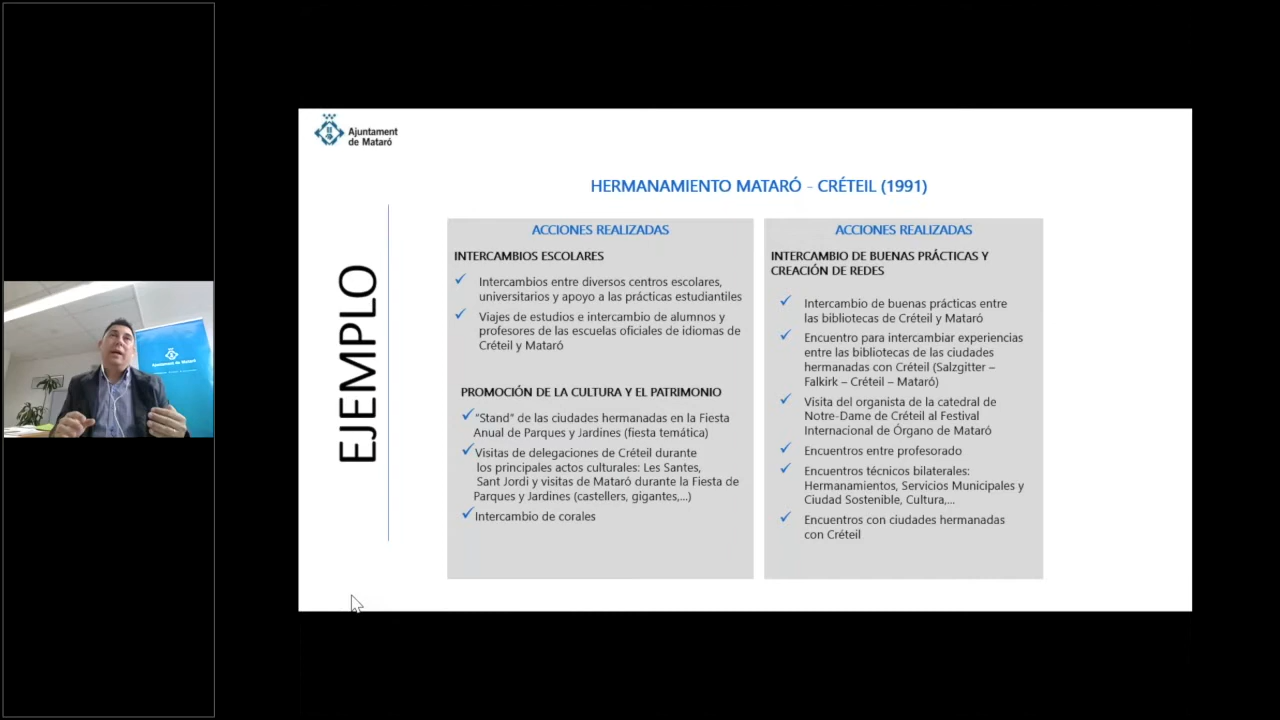 Ajuntament
de Mataró
HERMANAMIENTO MATARÓ - CRÉTEIL (1991)
EJEMPLO
ACCIONES REALIZADAS
INTERCAMBIOS ESCOLARES
✓ Intercambios entre diversos centros escolares,
universitarios y apoyo a las prácticas estudiantiles
✓ Viajes de estudios e intercambio de alumnos y
profesores de las escuelas oficiales de idiomas de
Créteil y Mataró
PROMOCIÓN DE LA CULTURA Y EL PATRIMONIO
✓ "Stand" de las ciudades hermanadas en la Fiesta
Anual de Parques y Jardines (fiesta temática)
✓ Visitas de delegaciones de Créteil durante
los principales actos culturales: Les Santes,
Sant Jordi y visitas de Mataró durante la Fiesta de
Parques y Jardines (castellers, gigantes,...)
✓ Intercambio de corales
ACCIONES REALIZADAS
INTERCAMBIO DE BUENAS PRÁCTICAS Y
CREACIÓN DE REDES
✓ Intercambio de buenas prácticas entre
las bibliotecas de Créteil y Mataró
✓ Encuentro para intercambiar experiencias
entre las bibliotecas de las ciudades
hermanadas con Créteil (Salzgitter –
Falkirk – Créteil – Mataró)
✓ Visita del organista de la catedral de
Notre-Dame de Créteil al Festival
Internacional de Órgano de Mataró
✓ Encuentros entre profesorado
✓ Encuentros técnicos bilaterales:
Hermanamientos, Servicios Municipales y
Ciudad Sostenible, Cultura,...
✓ Encuentros con ciudades hermanadas
con Créteil
Ajuntament de Mataró